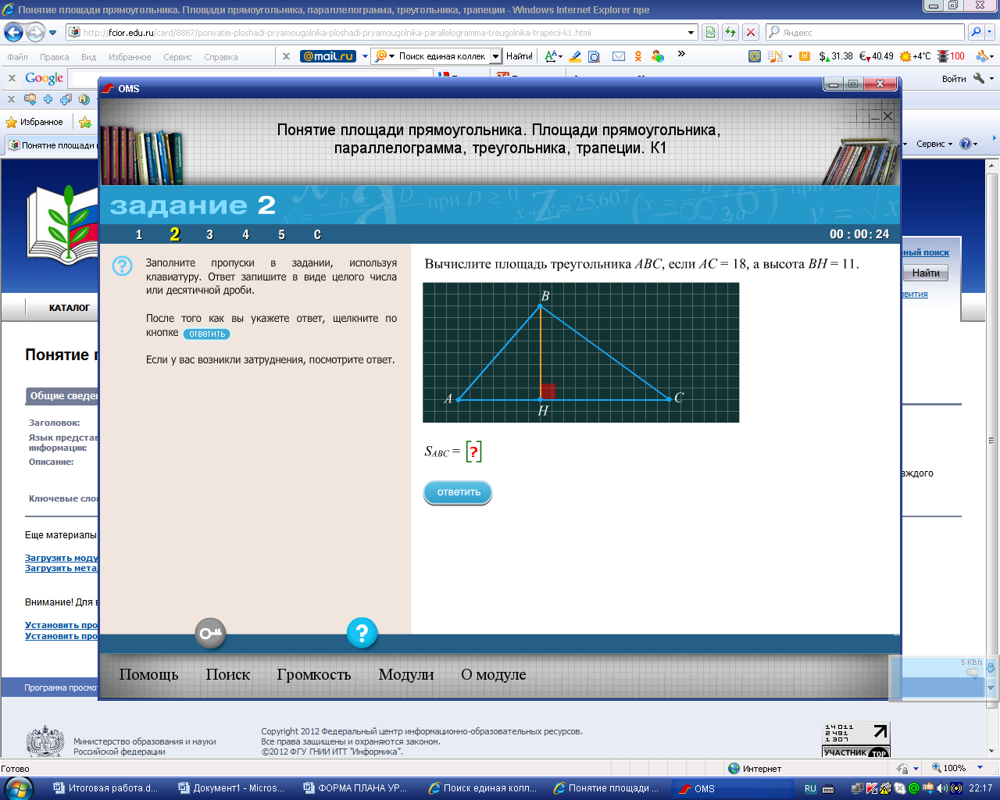 Понятие площади прямоугольника. Площади прямоугольника, параллелограмма, треугольника, трапеции - Windows Internet Explorer пре
http://fcior.edu.ru/card/8887/ponyatie-ploshadi-pryamougolnika-ploshadi-pryamougolnika-parallelogramma-treugolnika-trapecii-k1.html
Яндекс
Файл Правка Вид Избранное Сервис Справка
x @mail.ru Поиск единая коллек Найти! $ 31.38 € 40.49 +4°C 100
x Google Войти
Избранное
Понятие площади
Сервис
OMS
Понятие площади прямоугольника. Площади прямоугольника,
параллелограмма, треугольника, трапеции. К1
задание 2
1 2 3 4 5 С
00 : 00: 24
Заполните пропуски в задании, используя
клавиатуру. Ответ запишите в виде целого числа
или десятичной дроби.
После того как вы укажете ответ, щелкните по
кнопке ответить
Если у вас возникли затруднения, посмотрите ответ.
Вычислите площадь треугольника ABC, если AC = 18, а высота BH = 11.
B
A
H
C
S ABC = [?]
ответить
Помощь Поиск Громкость Модули О модуле
ный поиск
Найти
КАТАЛОГ
Понятие
Общие сведе
Заголовок:
Язык предста
информации:
Описание:
Ключевые сло
аждого
Еще материалы
Загрузить моду
Загрузить мета
Внимание! Для
Установить про
Установить про
Программа просмот
5 KB/s
Министерство образования и науки
Российской федерации
Copyright 2012 Федеральный центр информационно-образовательных ресурсов.
Все права защищены и охраняются законом.
©2012 ФГУ ГНИИ ИТТ "Информика".
14011
2491
1307
УЧАСТНИК TOP
Готово
Интернет
100%
Итоговая работа.d...
Документ1 - Micros...
ФОРМА ПЛАНА УР...
Поиск единая колл...
Понятие площади ...
OMS
RU
22:17